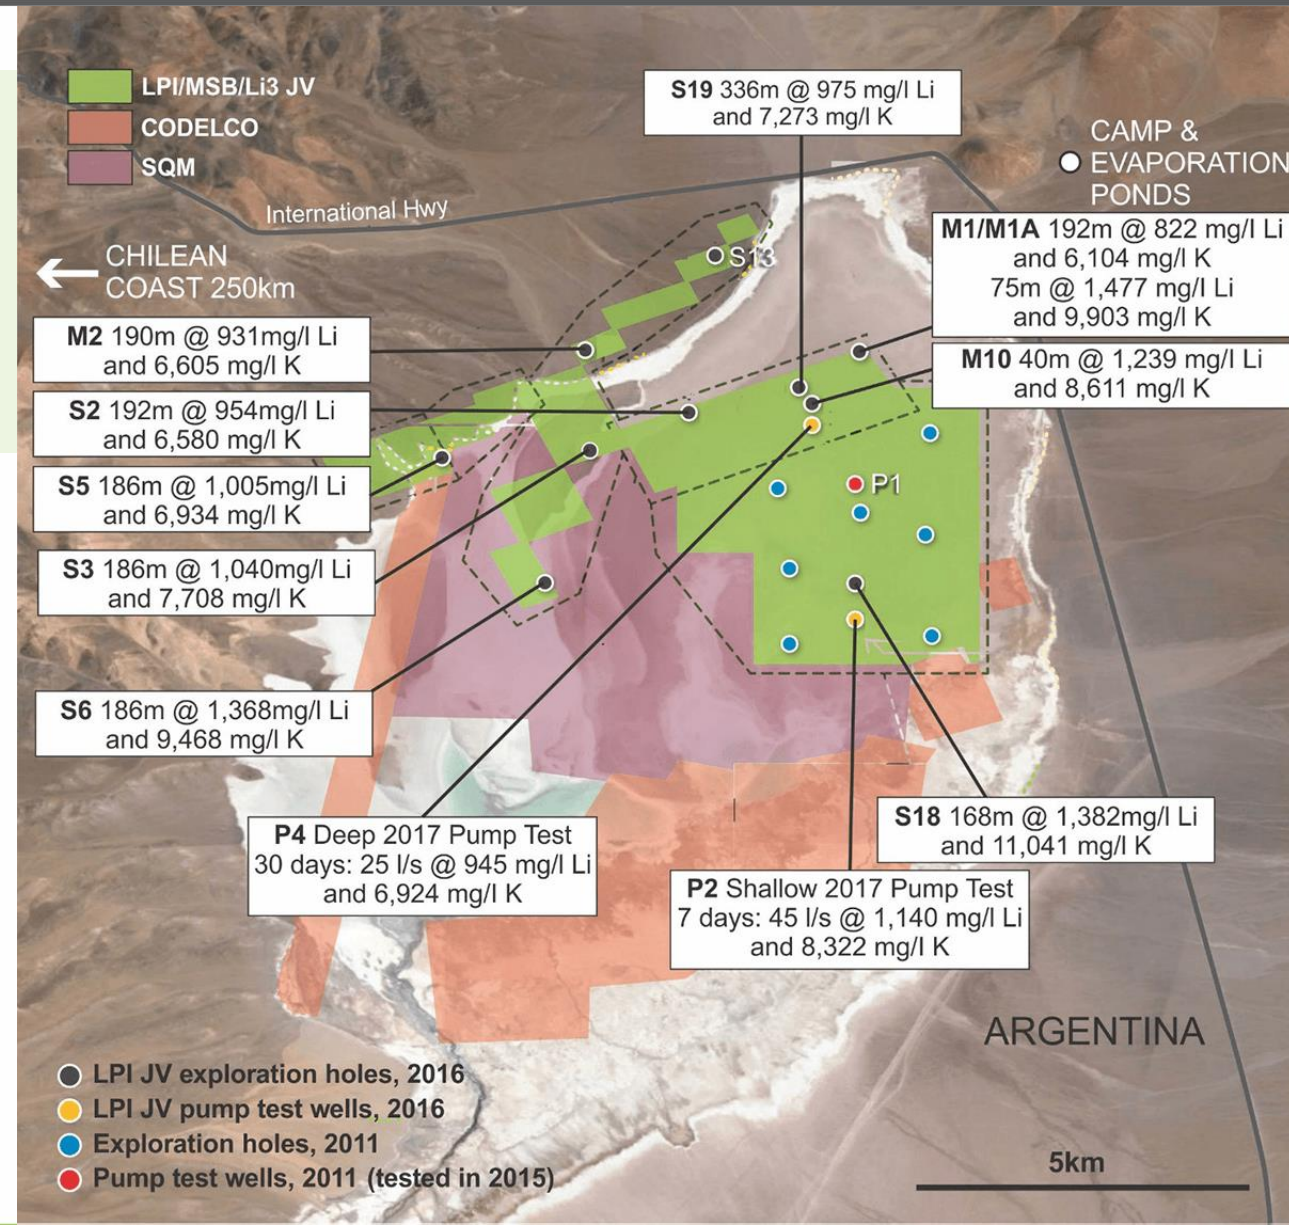 LPI/MSB/Li3 JV
CODELCO
SQM
International Hwy
S19 336m @ 975 mg/l Li
and 7,273 mg/l K
CAMP &
EVAPORATION
PONDS
CHILEAN
COAST 250km
S13
M1/M1A 192m @ 822 mg/l Li
and 6,104 mg/l K
75m @ 1,477 mg/l Li
and 9,903 mg/l K
M2 190m @ 931mg/l Li
and 6,605 mg/l K
M10 40m @ 1,239 mg/l Li
and 8,611 mg/l K
S2 192m @ 954mg/l Li
and 6,580 mg/l K
S5 186m @ 1,005mg/l Li
and 6,934 mg/l K
P1
S3 186m @ 1,040mg/l Li
and 7,708 mg/l K
S6 186m @ 1,368mg/l Li
and 9,468 mg/l K
P4 Deep 2017 Pump Test
30 days: 25 l/s @ 945 mg/l Li
and 6,924 mg/l K
S18 168m @ 1,382mg/l Li
and 11,041 mg/l K
P2 Shallow 2017 Pump Test
7 days: 45 l/s @ 1,140 mg/l Li
and 8,322 mg/l K
ARGENTINA
LPI JV exploration holes, 2016
LPI JV pump test wells, 2016
Exploration holes, 2011
Pump test wells, 2011 (tested in 2015)
5km